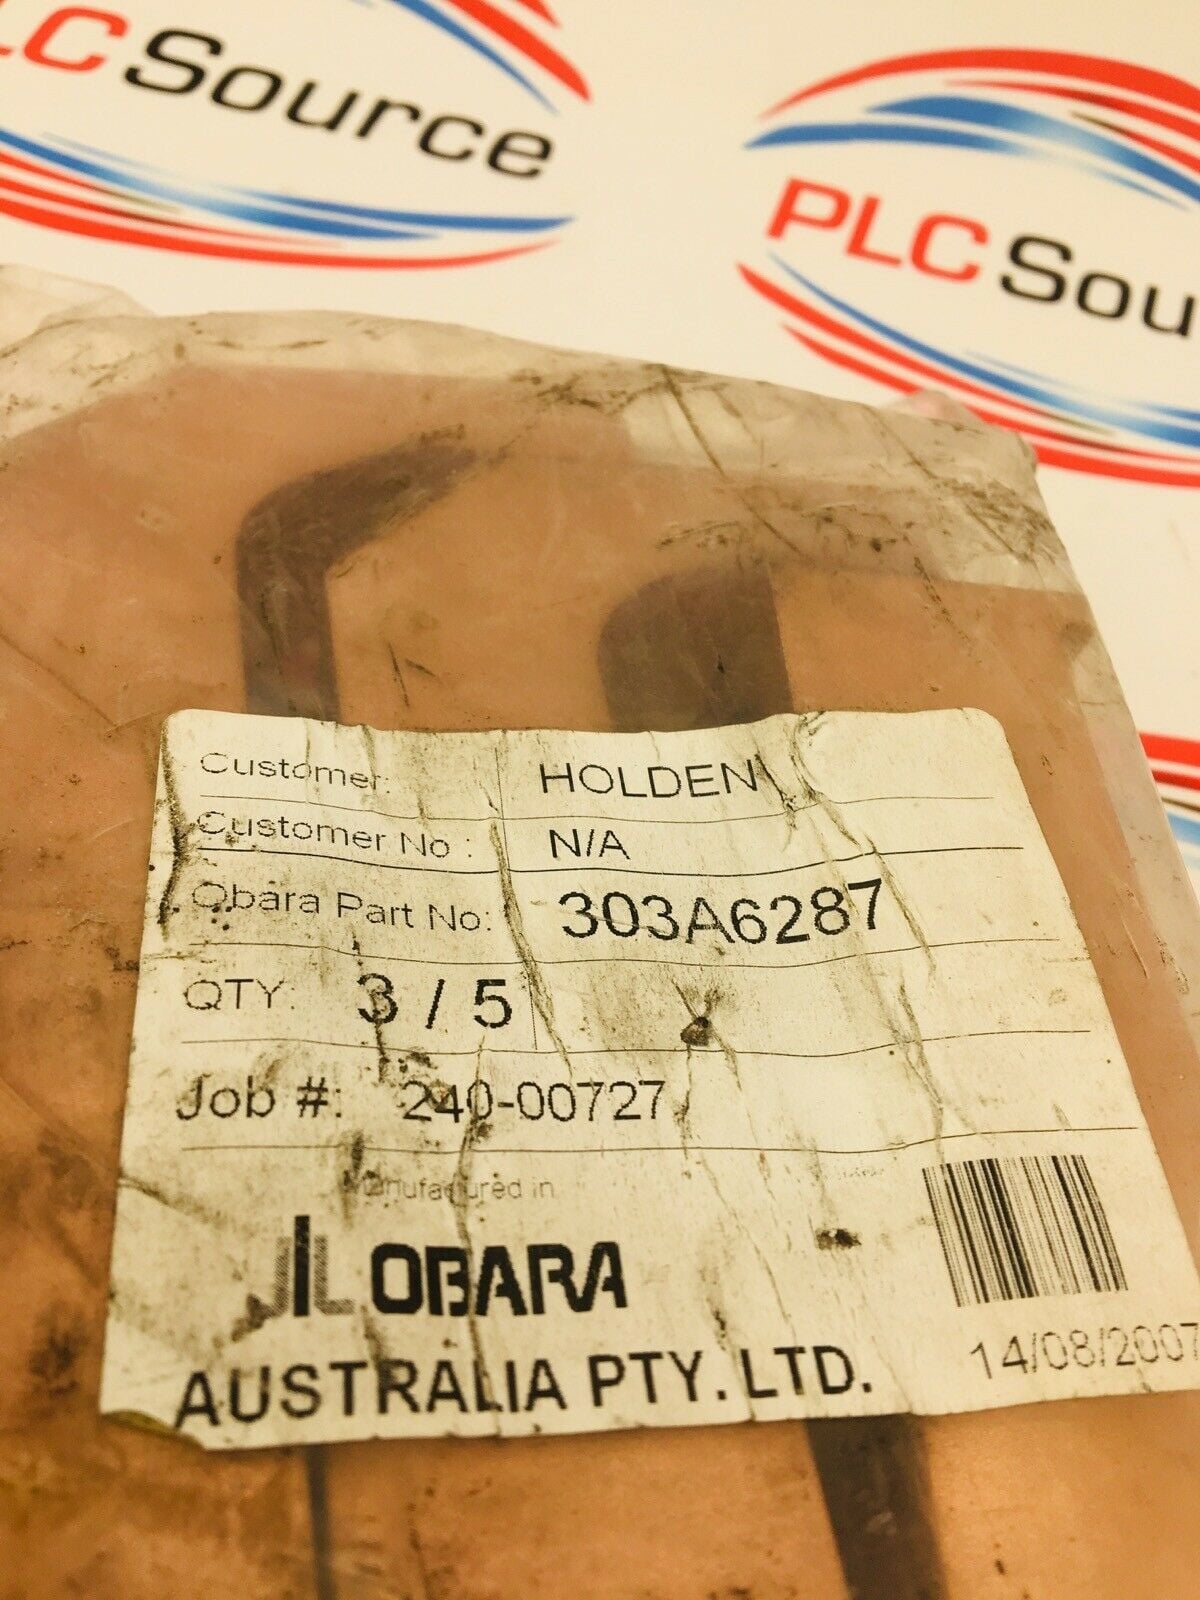 PLC Source
PLC Sou
Customer: HOLDEN
Customer No : N/A
Obara Part No: 303A6287
QTY: 3 / 5
Job #: 240-00727
Manufactured in
OBARA
AUSTRALIA PTY. LTD.
14/08/2007